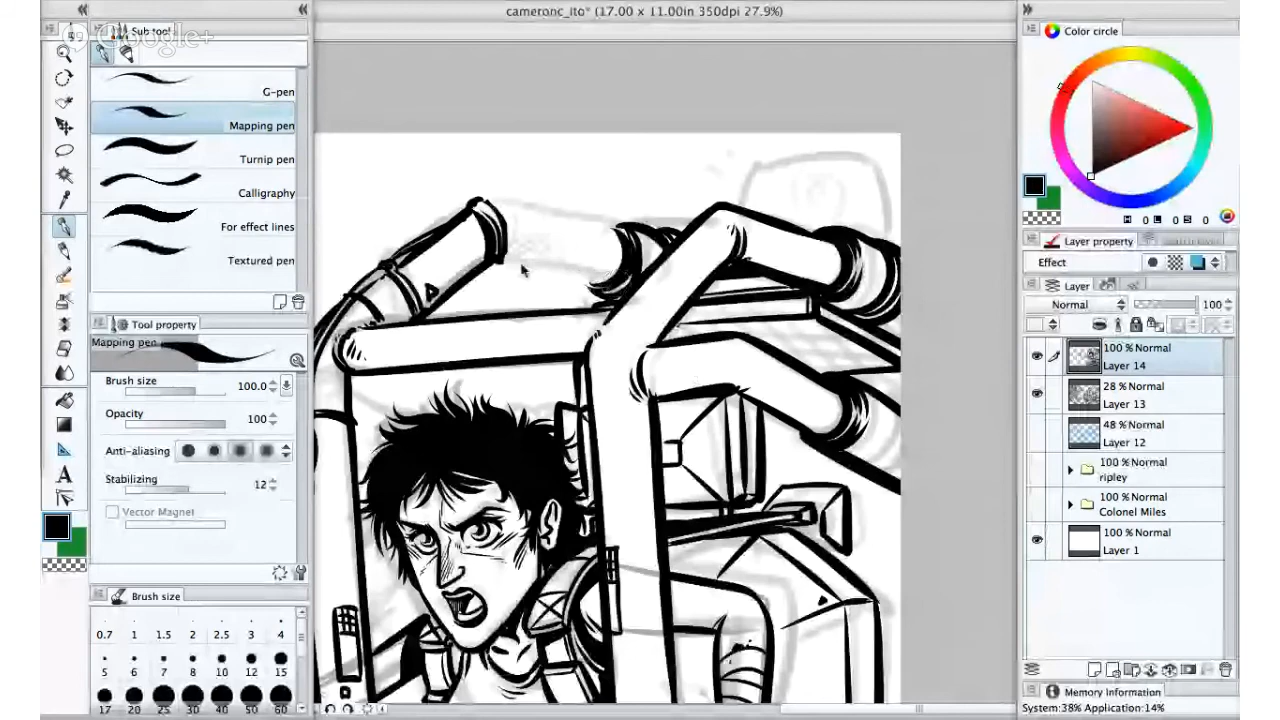 cameronc_ito* (17.00 x 11.00in 350dpi 27.9%)
Google+
Sub tool
G-pen
Mapping pen
Turnip pen
Calligraphy
For effect lines
Textured pen
Tool property
Mapping pen
Brush size 100.0
Opacity 100
Anti-aliasing
Stabilizing 12
Vector Magnet
Brush size
0.7 1 1.5 2 2.5 3 4
5 6 7 8 10 12 15
17 20 25 30 40 50 60
Color circle
H 0 L 0 S 0
Layer property
Effect
Layer
Normal 100
100 % Normal
Layer 14
28 % Normal
Layer 13
48 % Normal
Layer 12
100 % Normal
ripley
100 % Normal
Colonel Miles
100 % Normal
Layer 1
Memory Information
System:38% Application:14%